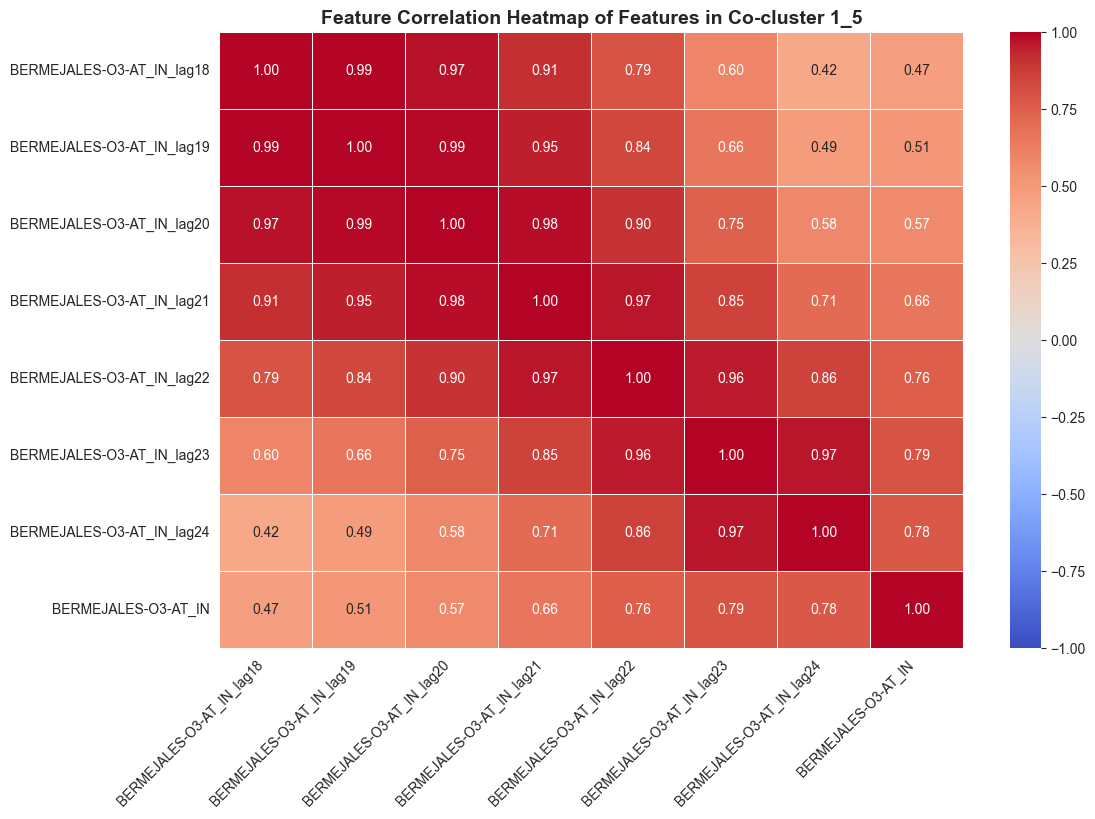 Feature Correlation Heatmap of Features in Co-cluster 1_5
BERMEJALES-O3-AT_IN_lag18 1.00 0.99 0.97 0.91 0.79 0.60 0.42 0.47
BERMEJALES-O3-AT_IN_lag19 0.99 1.00 0.99 0.95 0.84 0.66 0.49 0.51
BERMEJALES-O3-AT_IN_lag20 0.97 0.99 1.00 0.98 0.90 0.75 0.58 0.57
BERMEJALES-O3-AT_IN_lag21 0.91 0.95 0.98 1.00 0.97 0.85 0.71 0.66
BERMEJALES-O3-AT_IN_lag22 0.79 0.84 0.90 0.97 1.00 0.96 0.86 0.76
BERMEJALES-O3-AT_IN_lag23 0.60 0.66 0.75 0.85 0.96 1.00 0.97 0.79
BERMEJALES-O3-AT_IN_lag24 0.42 0.49 0.58 0.71 0.86 0.97 1.00 0.78
BERMEJALES-O3-AT_IN 0.47 0.51 0.57 0.66 0.76 0.79 0.78 1.00
BERMEJALES-O3-AT_IN_lag18
BERMEJALES-O3-AT_IN_lag19
BERMEJALES-O3-AT_IN_lag20
BERMEJALES-O3-AT_IN_lag21
BERMEJALES-O3-AT_IN_lag22
BERMEJALES-O3-AT_IN_lag23
BERMEJALES-O3-AT_IN_lag24
BERMEJALES-O3-AT_IN
1.00
0.75
0.50
0.25
0.00
−0.25
−0.50
−0.75
−1.00